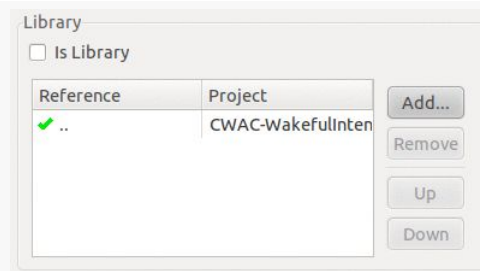 Library
Is Library
Reference Project
.. CWAC-WakefulInten
Add...
Remove
Up
Down